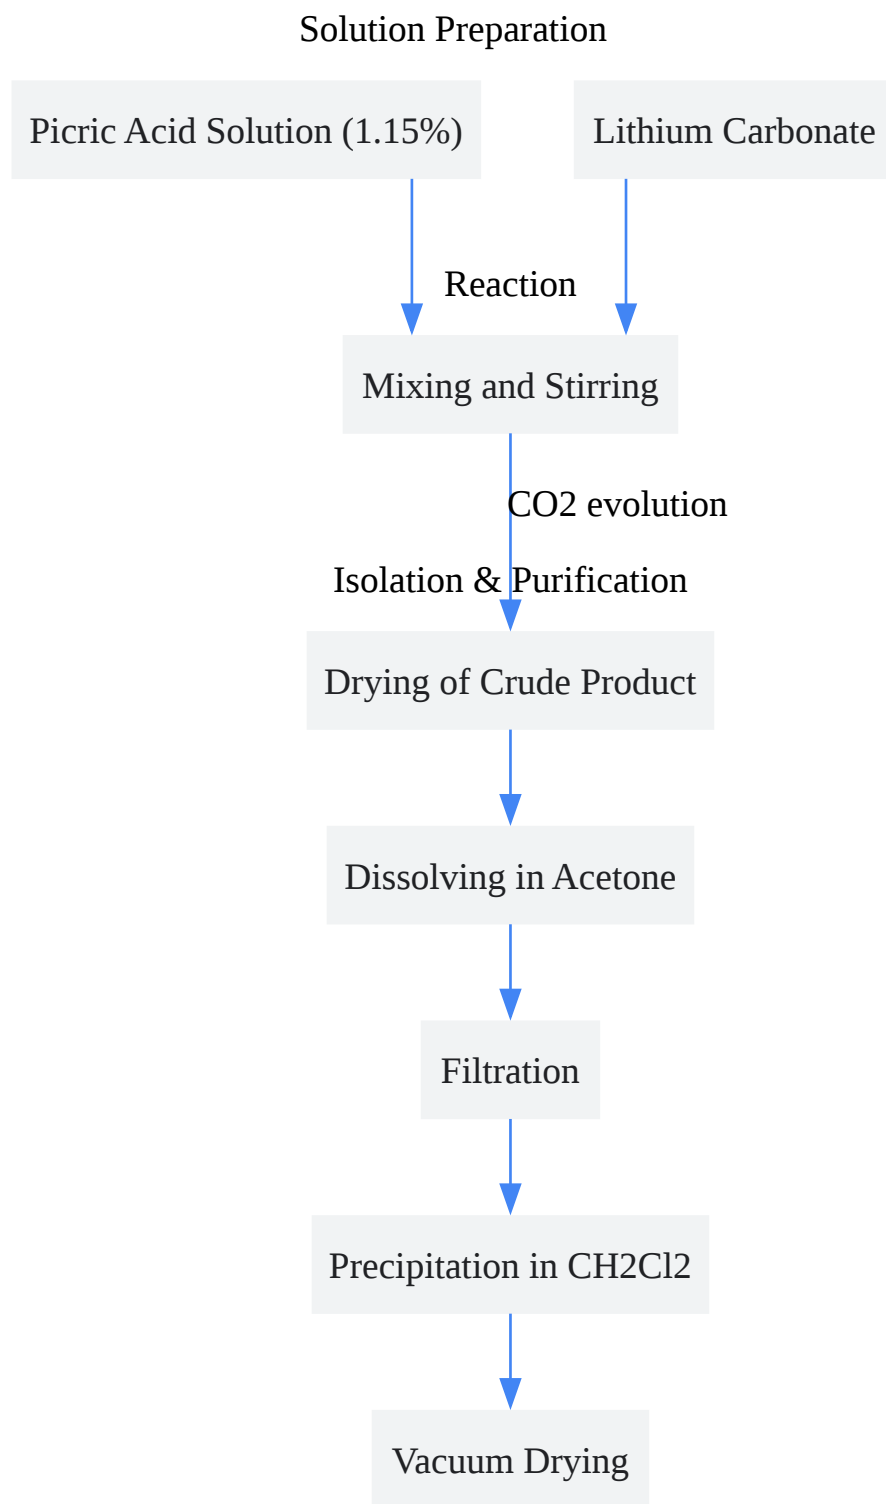 Solution Preparation
Picric Acid Solution (1.15%)
Lithium Carbonate
Reaction
Mixing and Stirring
CO2 evolution
Isolation & Purification
Drying of Crude Product
Dissolving in Acetone
Filtration
Precipitation in CH2Cl2
Vacuum Drying